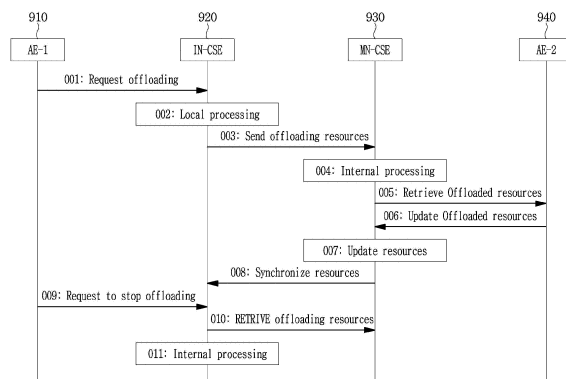 910 920 930 940
AE-1 IN-CSE MN-CSE AE-2
001: Request offloading
002: Local processing
003: Send offloading resources
004: Internal processing
005: Retrieve Offloaded resources
006: Update Offloaded resources
007: Update resources
008: Synchronize resources
009: Request to stop offloading
010: RETRIVE offloading resources
011: Internal processing